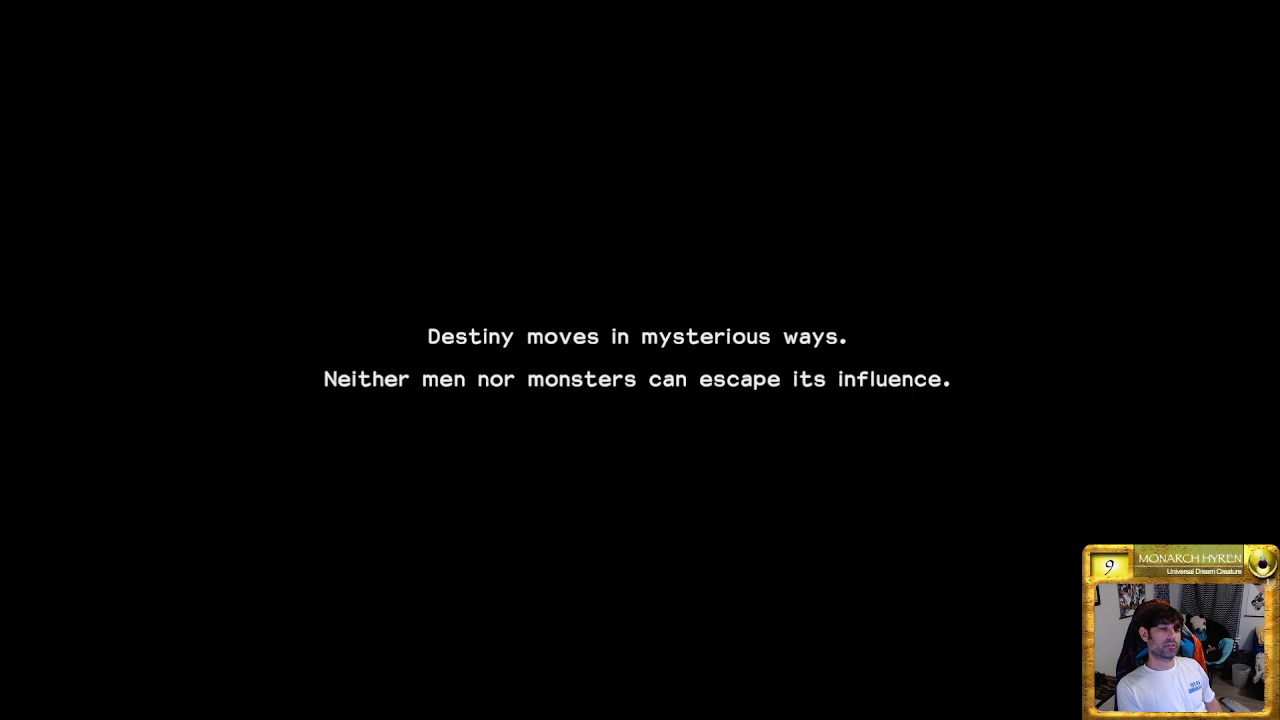 Destiny moves in mysterious ways.
Neither men nor monsters can escape its influence.
9
MONARCH HYREN
Universal Dream Creature